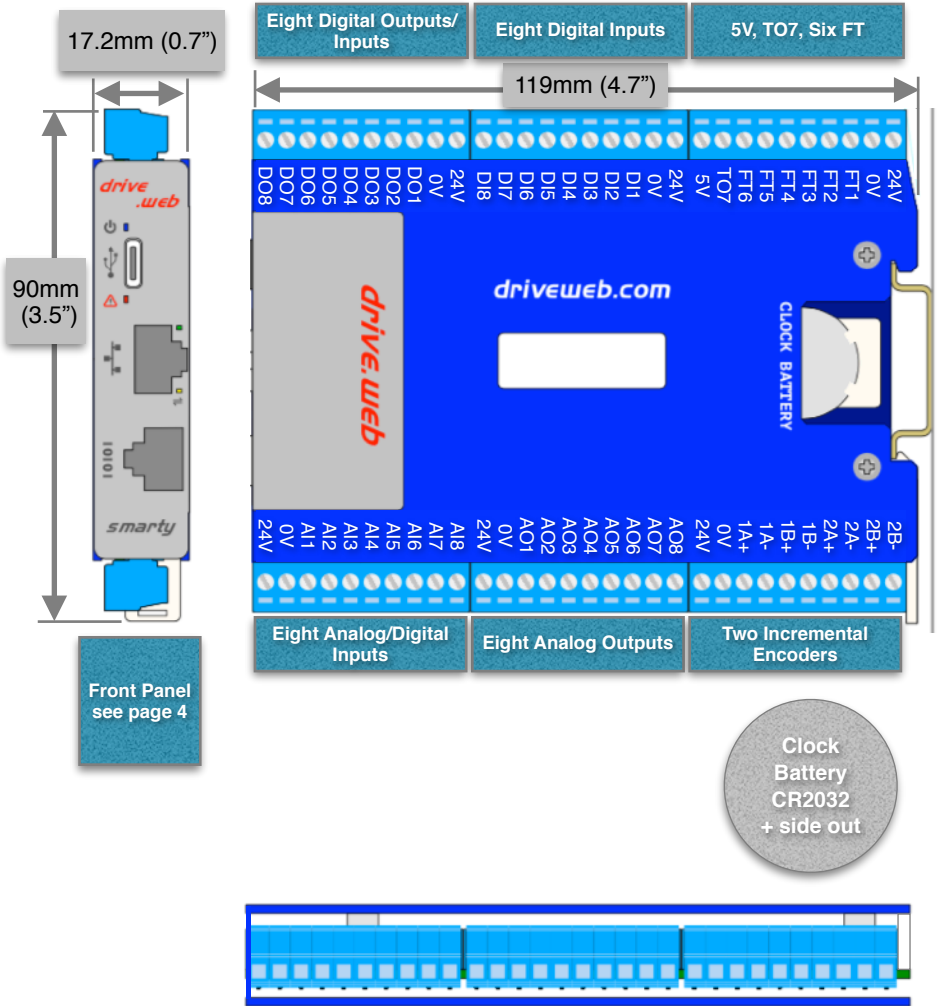 17.2mm (0.7”)
Eight Digital Outputs/
Inputs
Eight Digital Inputs
5V, TO7, Six FT
119mm (4.7”)
DO8
DO7
DO6
DO5
DO4
DO3
DO2
DO1
0V
24V
DI8
DI7
DI6
DI5
DI4
DI3
DI2
DI1
0V
24V
5V
TO7
FT6
FT5
FT4
FT3
FT2
FT1
0V
24V
drive
.web
90mm
(3.5”)
IOIOI
smarty
drive.web
driveweb.com
CLOCK BATTERY
24V
0V
AI1
AI2
AI3
AI4
AI5
AI6
AI7
AI8
24V
0V
AO1
AO2
AO3
AO4
AO5
AO6
AO7
AO8
24V
0V
1A+
1A-
1B+
1B-
2A+
2A-
2B+
2B-
Eight Analog/Digital
Inputs
Eight Analog Outputs
Two Incremental
Encoders
Front Panel
see page 4
Clock
Battery
CR2032
+ side out